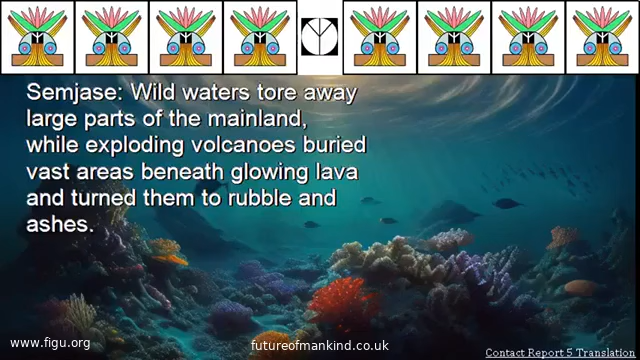 Semjase: Wild waters tore away
large parts of the mainland,
while exploding volcanoes buried
vast areas beneath glowing lava
and turned them to rubble and
ashes.
www.figu.org
futureofmankind.co.uk
Contact Report 5 Translation